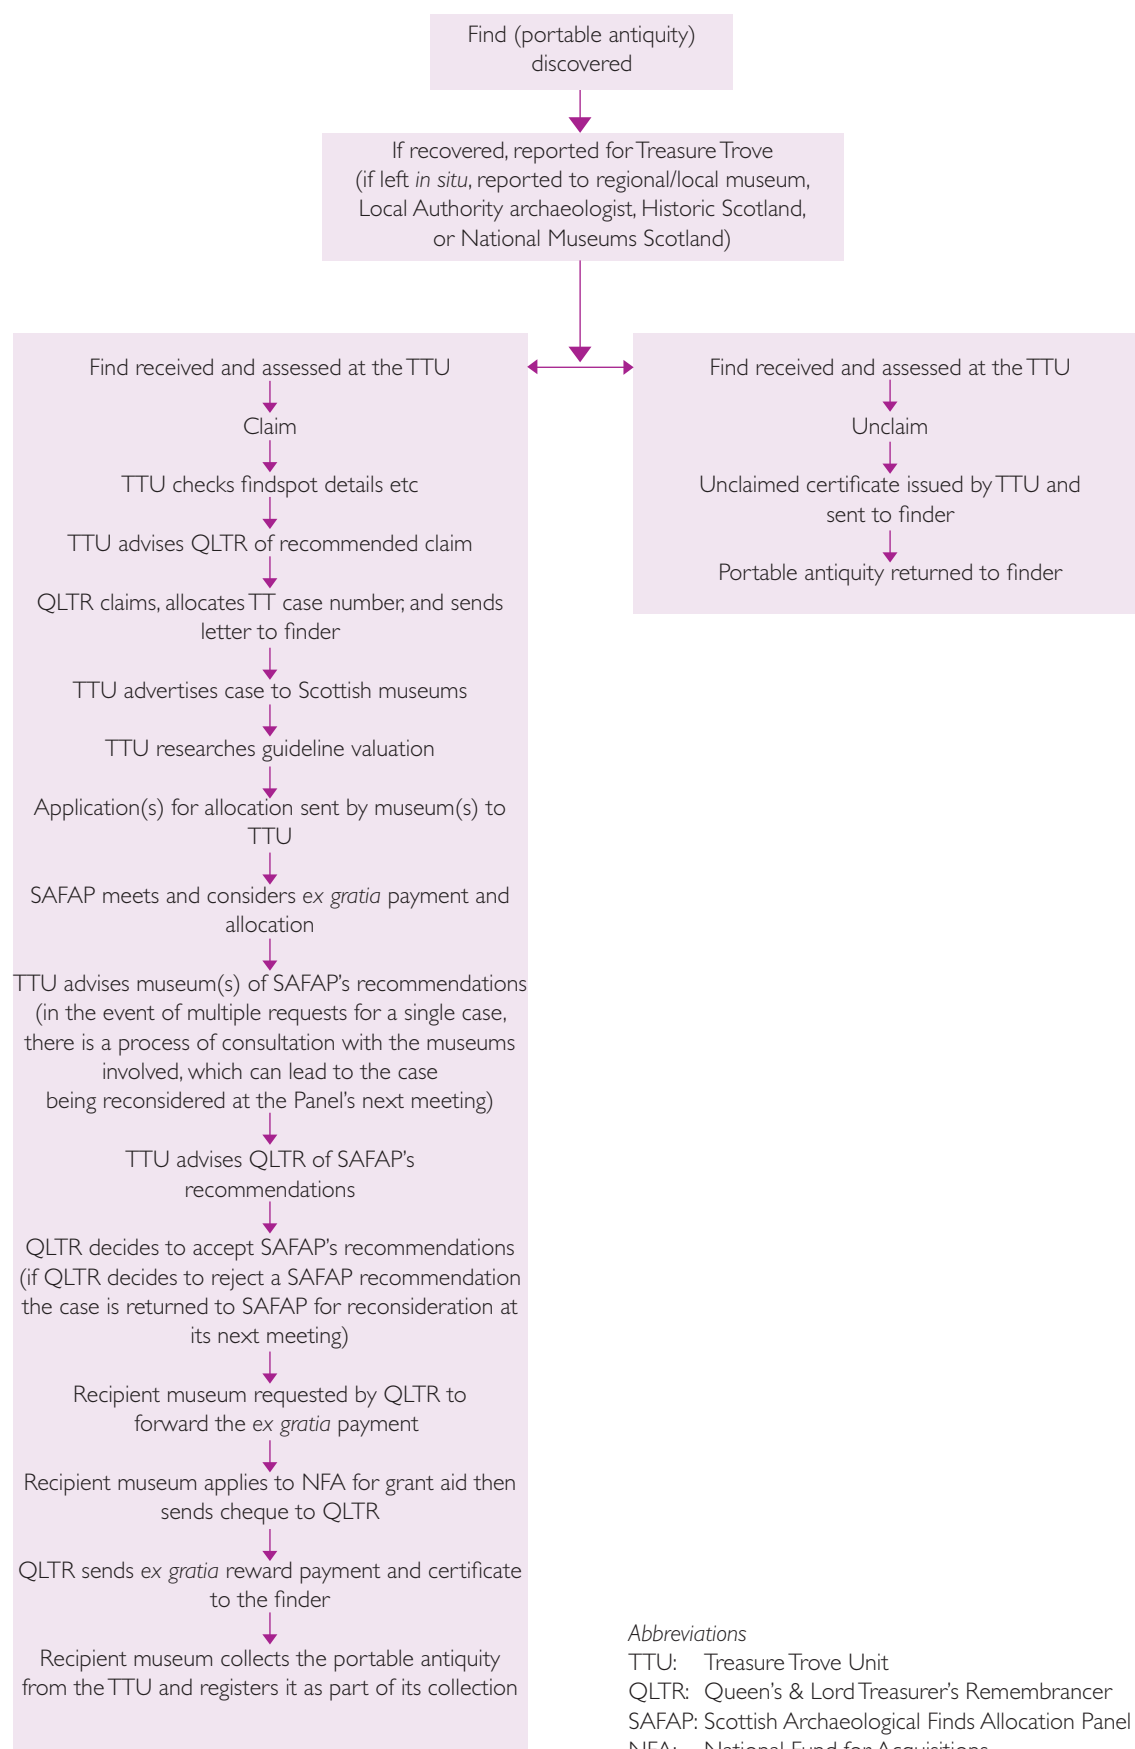 Find (portable antiquity)
discovered
If recovered, reported for Treasure Trove
(if left in situ, reported to regional/local museum,
Local Authority archaeologist, Historic Scotland,
or National Museums Scotland)
Find received and assessed at the TTU
Claim
TTU checks findspot details etc
TTU advises QLTR of recommended claim
QLTR claims, allocates TT case number, and sends
letter to finder
TTU advertises case to Scottish museums
TTU researches guideline valuation
Application(s) for allocation sent by museum(s) to
TTU
SAFAP meets and considers ex gratia payment and
allocation
TTU advises museum(s) of SAFAP's recommendations
(in the event of multiple requests for a single case,
there is a process of consultation with the museums
involved, which can lead to the case
being reconsidered at the Panel's next meeting)
TTU advises QLTR of SAFAP's
recommendations
QLTR decides to accept SAFAP's recommendations
(if QLTR decides to reject a SAFAP recommendation
the case is returned to SAFAP for reconsideration at
its next meeting)
Recipient museum requested by QLTR to
forward the ex gratia payment
Recipient museum applies to NFA for grant aid then
sends cheque to QLTR
QLTR sends ex gratia reward payment and certificate
to the finder
Recipient museum collects the portable antiquity
from the TTU and registers it as part of its collection
Find received and assessed at the TTU
Unclaim
Unclaimed certificate issued by TTU and
sent to finder
Portable antiquity returned to finder
Abbreviations
TTU: Treasure Trove Unit
QLTR: Queen's & Lord Treasurer's Remembrancer
SAFAP: Scottish Archaeological Finds Allocation Panel
NFA: National Fund for Acquisitions